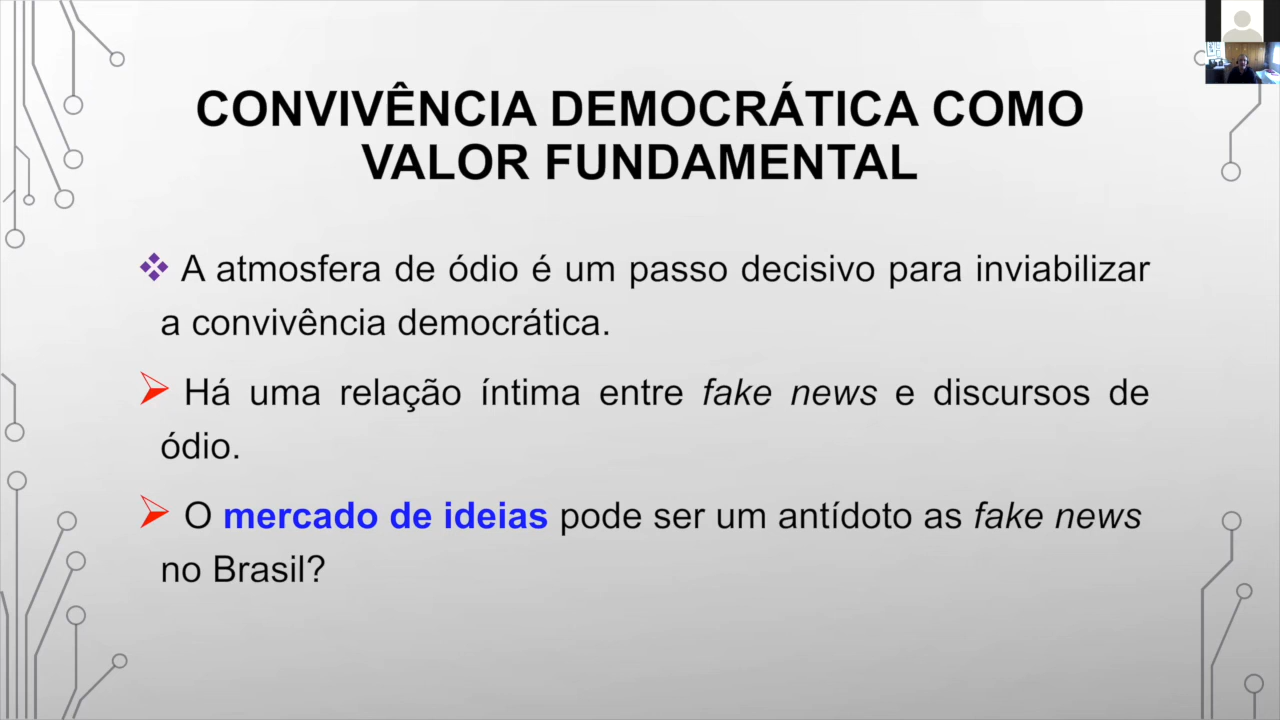 CONVIVÊNCIA DEMOCRÁTICA COMO
VALOR FUNDAMENTAL
A atmosfera de ódio é um passo decisivo para inviabilizar
a convivência democrática.
Há uma relação íntima entre fake news e discursos de
ódio.
O mercado de ideias pode ser um antídoto as fake news
no Brasil?